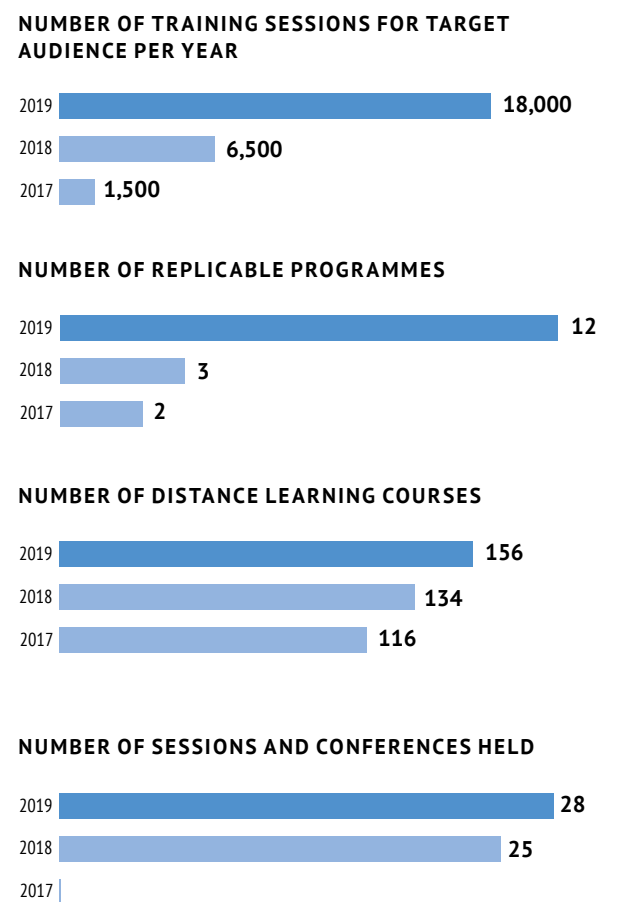 NUMBER OF TRAINING SESSIONS FOR TARGET
AUDIENCE PER YEAR
2019 18,000
2018 6,500
2017 1,500
NUMBER OF REPLICABLE PROGRAMMES
2019 12
2018 3
2017 2
NUMBER OF DISTANCE LEARNING COURSES
2019 156
2018 134
2017 116
NUMBER OF SESSIONS AND CONFERENCES HELD
2019 28
2018 25
2017